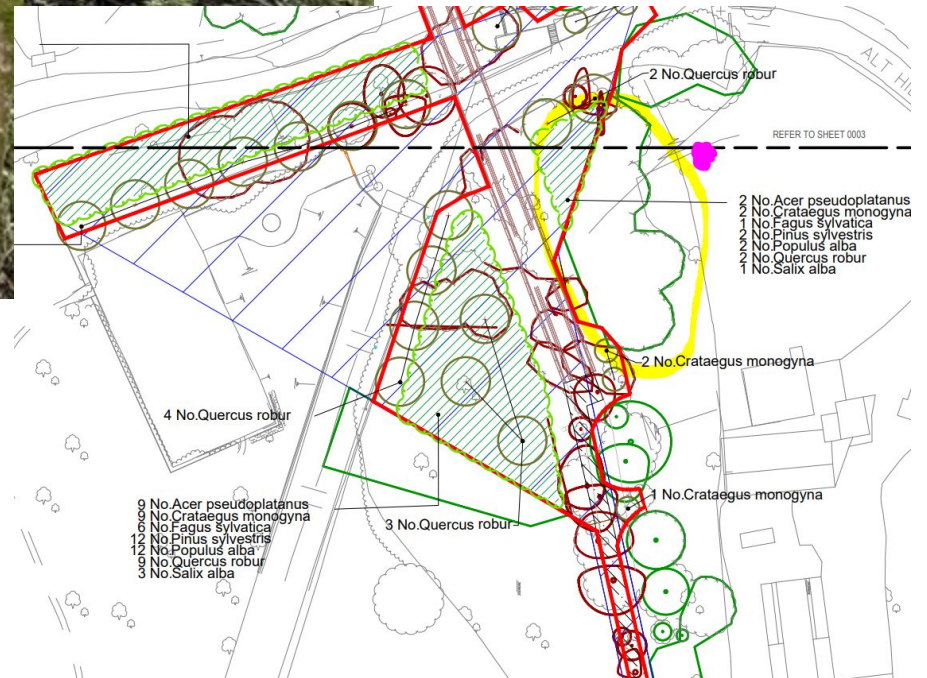 2 No.Quercus robur
ALT HIL
REFER TO SHEET 0003
2 No.Acer pseudoplatanus
2 No.Crataegus monogyna
1 No.Fagus sylvatica
2 No.Pinus sylvestris
2 No.Populus alba
2 No.Quercus robur
1 No.Salix alba
2 No.Crataegus monogyna
4 No.Quercus robur
9 No.Acer pseudoplatanus
9 No.Crataegus monogyna
6 No.Fagus sylvatica
12 No.Pinus sylvestris
12 No.Populus alba
9 No.Quercus robur
3 No.Salix alba
3 No.Quercus robur
1 No.Crataegus monogyna